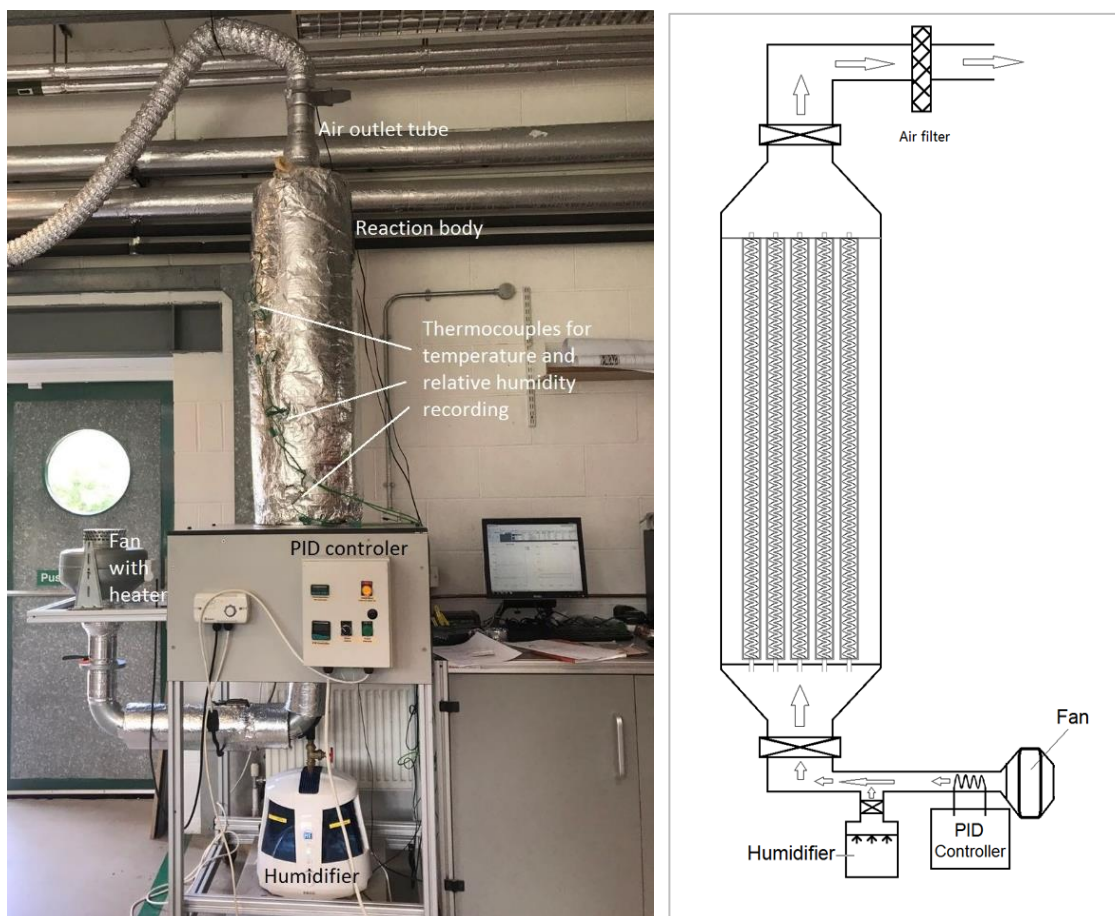 Air outlet tube
Reaction body
Thermocouples for
temperature and
relative humidity
recording
Fan
with
heater
Push
PID controler
Humidifier
Air filter
Fan
PID
Controller
Humidifier